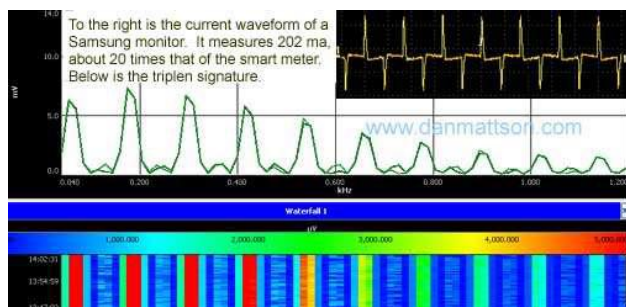 To the right is the current waveform of a
Samsung monitor. It measures 202 ma,
about 20 times that of the smart meter.
Below is the triplen signature.
14.0
10.0
mV
5.0
0.0
www.danmattson.com
0.040 0.200 0.400 0.600 0.800 1.000 1.200
kHz
Waterfall 1
µV
1,000.000 2,000.000 3,000.000 4,000.000 5,000.000
14:02:31
13:54:59